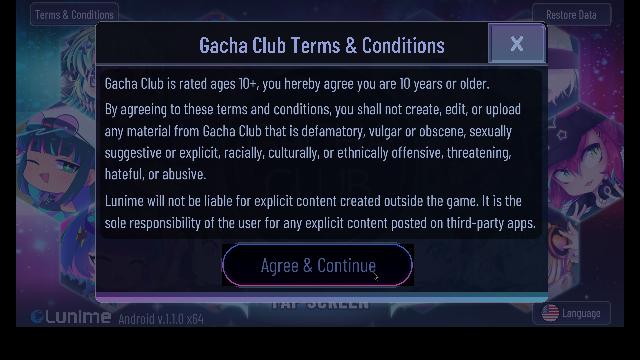 Terms & Conditions
Restore Data
Gacha Club Terms & Conditions
X
Gacha Club is rated ages 10+, you hereby agree you are 10 years or older.
By agreeing to these terms and conditions, you shall not create, edit, or upload
any material from Gacha Club that is defamatory, vulgar or obscene, sexually
suggestive or explicit, racially, culturally, or ethnically offensive, threatening,
hateful, or abusive.
Lunime will not be liable for explicit content created outside the game. It is the
sole responsibility of the user for any explicit content posted on third-party apps.
Agree & Continue
TAP SCREEN
Lunime
Android v.1.1.0 x64
Language